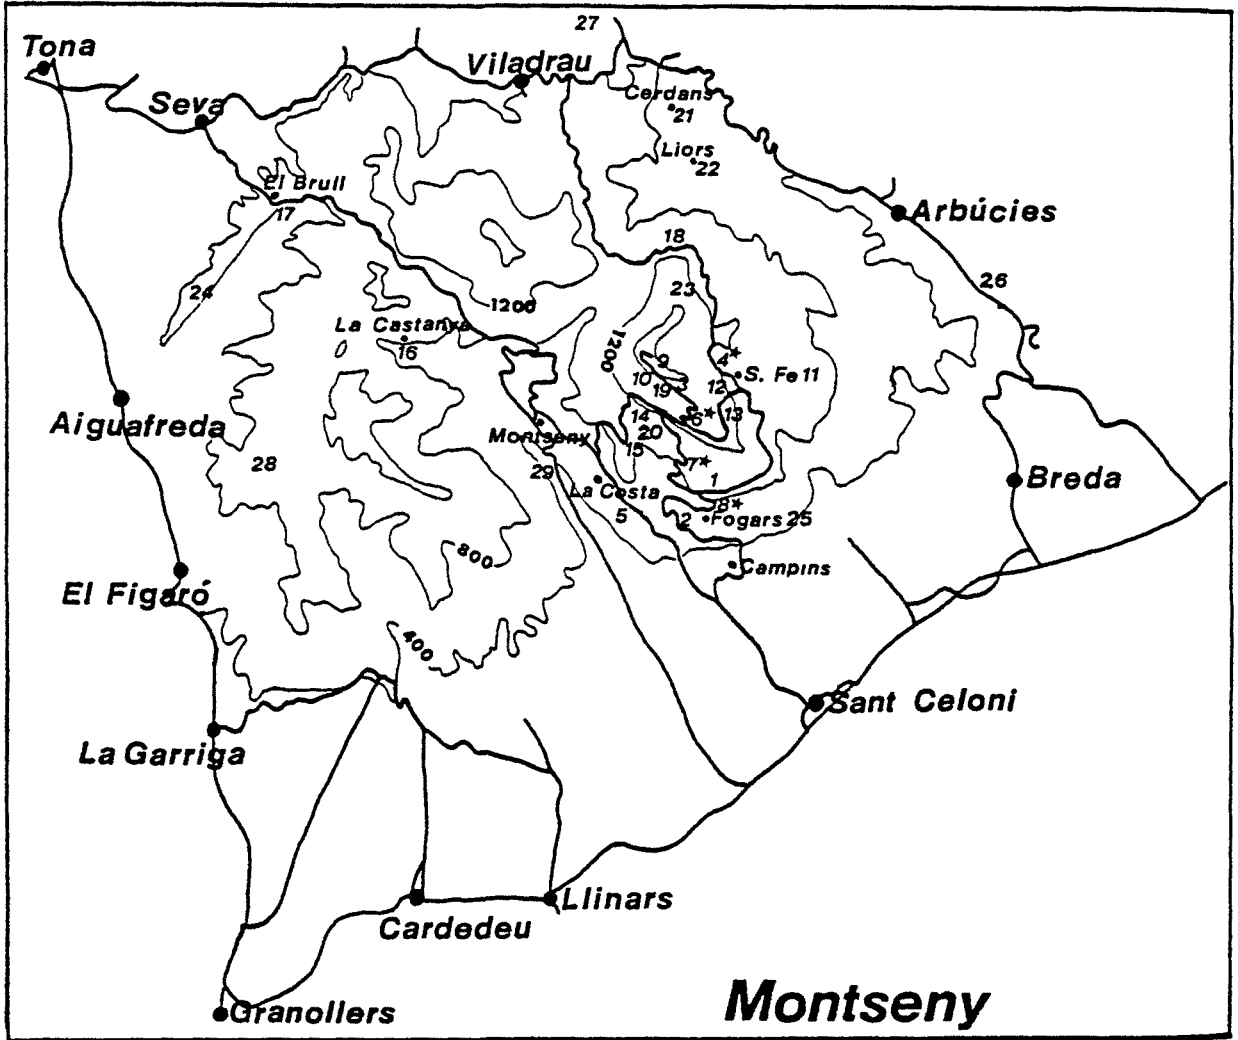 27
Tona
Viladrau
Cerdans
21
Seva
Liors
22
El Brull
17
Arbúcies
18
26
24
23
1200
La Castanya
16
1200
4*
9
S. Fe 11
10
3
12
19
Aiguafreda
14
6*
13
Montseny
20
15
28
29
7*
1
Breda
La Costa
5
8*
2
Fogars 25
800
Campins
El Figaró
400
Sant Celoni
La Garriga
Llinars
Cardedeu
Montseny
Granollers